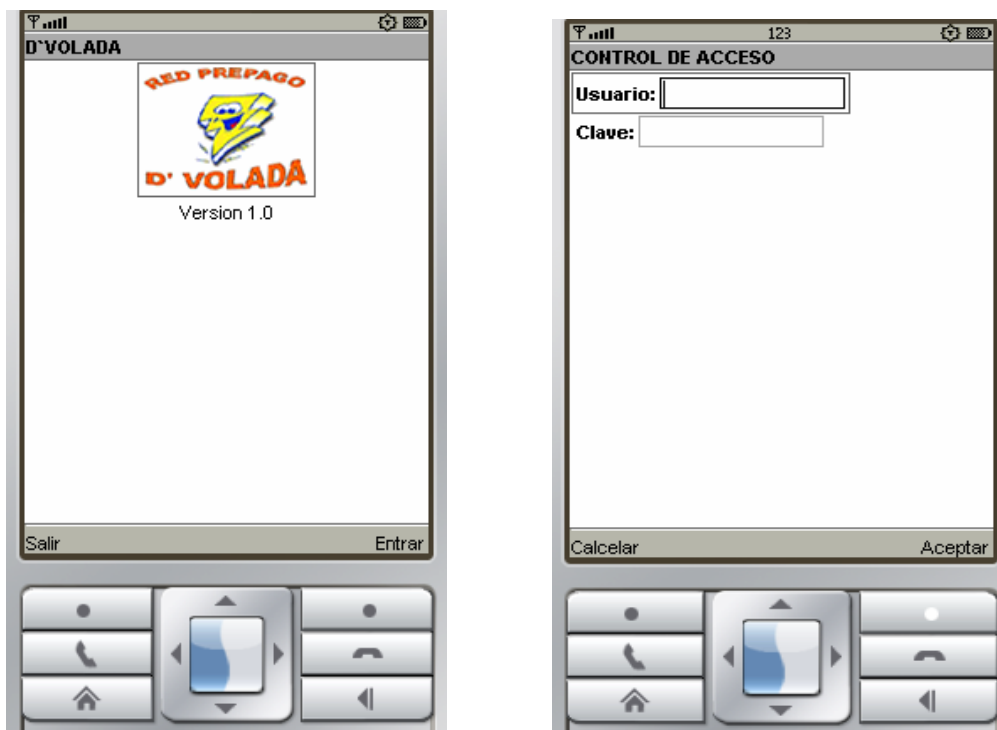 D`VOLADA
RED PREPAGO
D' VOLADA
Version 1.0
Salir
Entrar
123
CONTROL DE ACCESO
Usuario:
Clave:
Calcelar
Aceptar